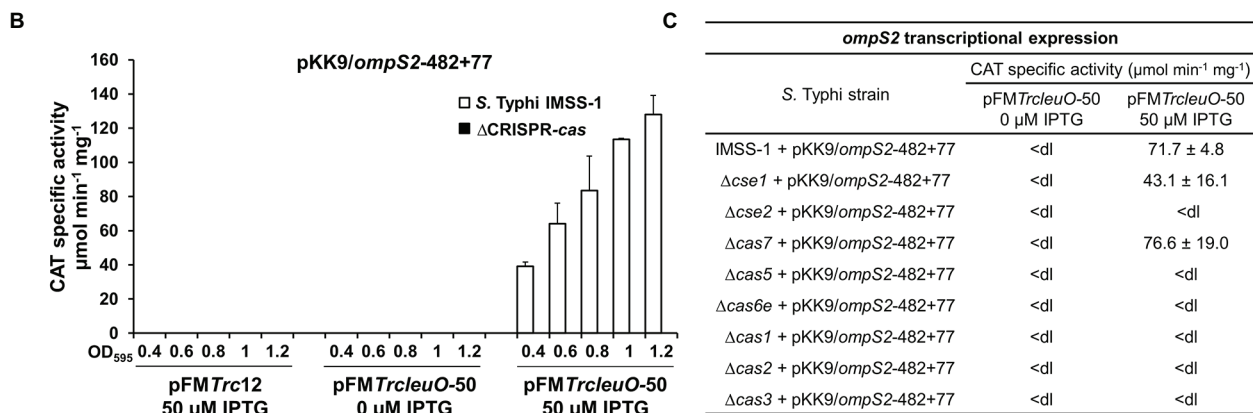 B
pKK9/ompS2-482+77
S. Typhi IMSS-1
ΔCRISPR-cas
CAT specific activity
µmol min-1 mg-1
160
140
120
100
80
60
40
20
0
OD595 0.4 0.6 0.8 1 1.2 0.4 0.6 0.8 1 1.2 0.4 0.6 0.8 1 1.2
pFMTrc12 pFMTrcleuO-50 pFMTrcleuO-50
50 µM IPTG 0 µM IPTG 50 µM IPTG
C
ompS2 transcriptional expression
S. Typhi strain
CAT specific activity (µmol min-1 mg-1)
pFMTrcleuO-50 pFMTrcleuO-50
0 µM IPTG 50 µM IPTG
IMSS-1 + pKK9/ompS2-482+77 <dl 71.7 ± 4.8
Δcse1 + pKK9/ompS2-482+77 <dl 43.1 ± 16.1
Δcse2 + pKK9/ompS2-482+77 <dl <dl
Δcas7 + pKK9/ompS2-482+77 <dl 76.6 ± 19.0
Δcas5 + pKK9/ompS2-482+77 <dl <dl
Δcas6e + pKK9/ompS2-482+77 <dl <dl
Δcas1 + pKK9/ompS2-482+77 <dl <dl
Δcas2 + pKK9/ompS2-482+77 <dl <dl
Δcas3 + pKK9/ompS2-482+77 <dl <dl